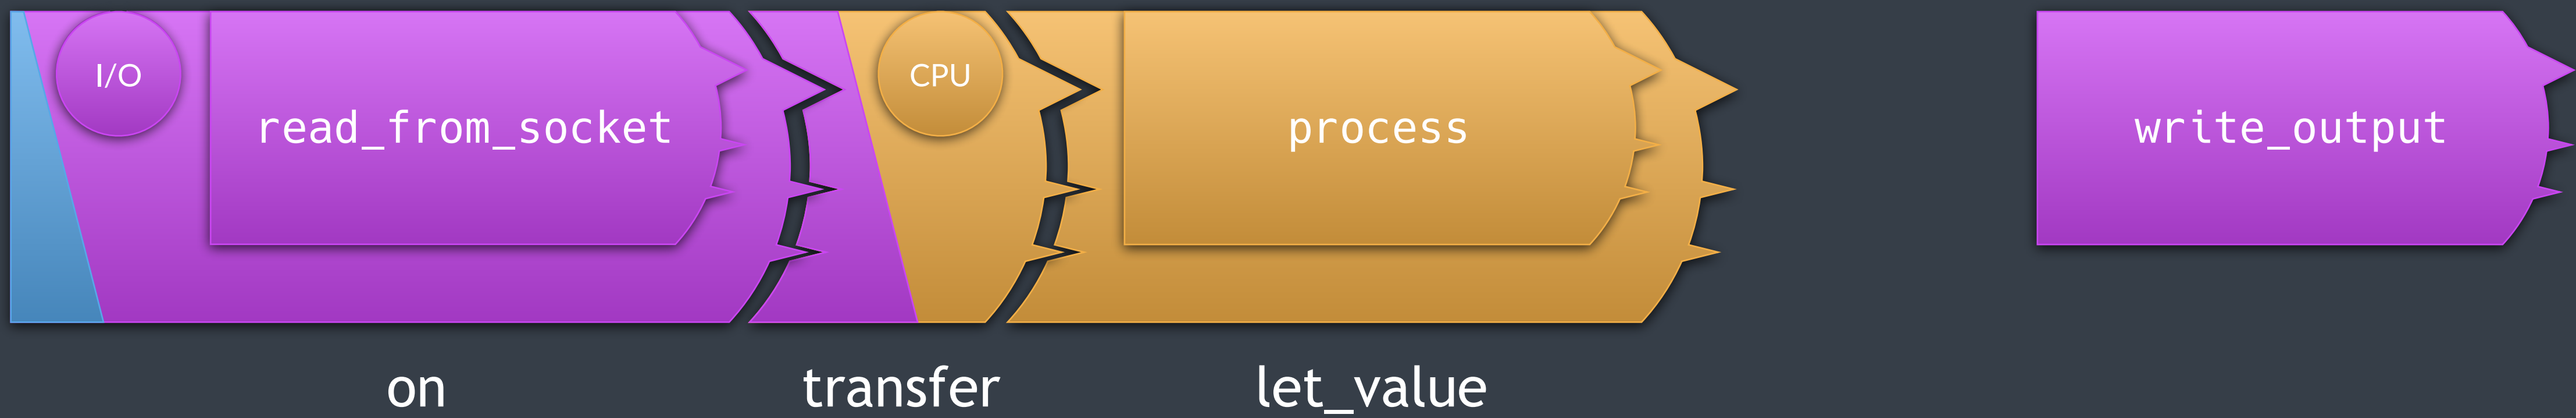 I/O
read_from_socket
CPU
process
write_output
on
transfer
let_value